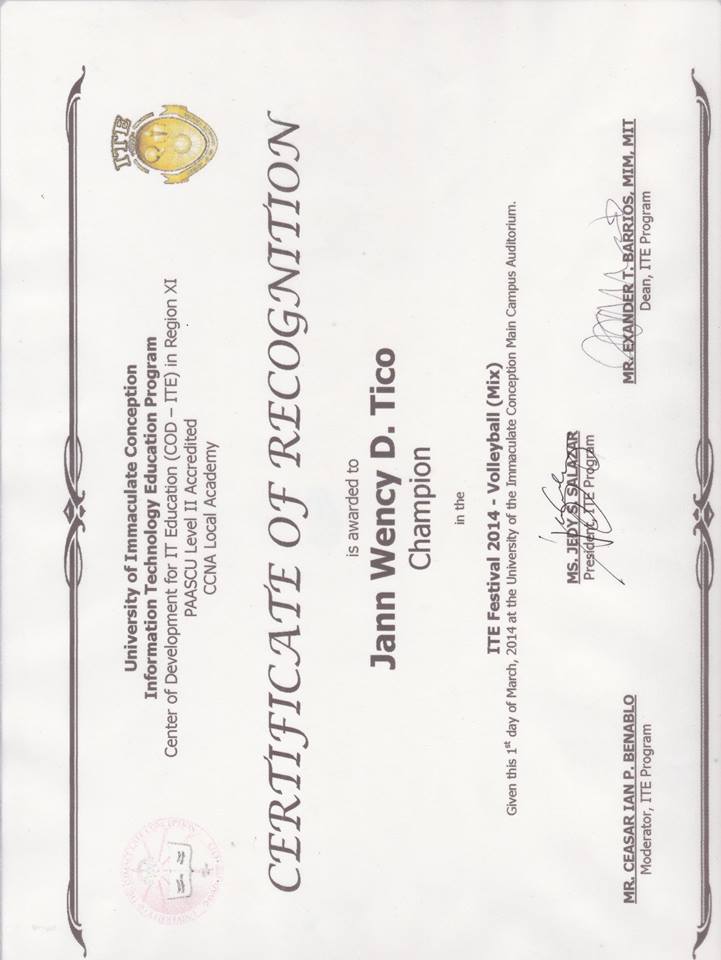 University of Immaculate Conception
Information Technology Education Program
Center of Development for IT Education (COD – ITE) in Region XI
PAASCU Level II Accredited
CCNA Local Academy
ITE
CERTIFICATE OF RECOGNITION
is awarded to
Jann Wency D. Tico
Champion
in the
ITE Festival 2014 - Volleyball (Mix)
Given this 1st day of March, 2014 at the University of the Immaculate Conception Main Campus Auditorium.
MS. JEDY S. SALAZAR
President, ITE Program
MR. CEASAR IAN P. BENABLO
Moderator, ITE Program
MR. EXANDER T. BARRIOS, MIM, MIT
Dean, ITE Program